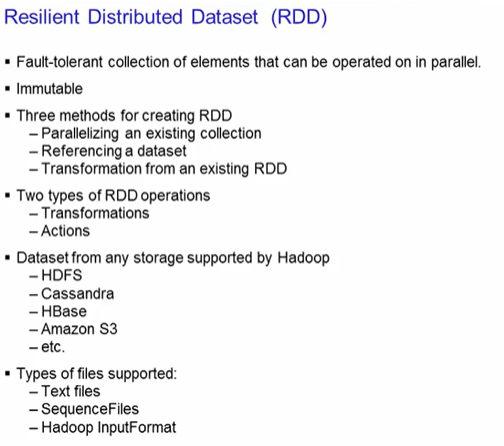 Resilient Distributed Dataset (RDD)
▪ Fault-tolerant collection of elements that can be operated on in parallel.
▪ Immutable
▪ Three methods for creating RDD
– Parallelizing an existing collection
– Referencing a dataset
– Transformation from an existing RDD
▪ Two types of RDD operations
– Transformations
– Actions
▪ Dataset from any storage supported by Hadoop
– HDFS
– Cassandra
– HBase
– Amazon S3
– etc.
▪ Types of files supported:
– Text files
– SequenceFiles
– Hadoop InputFormat